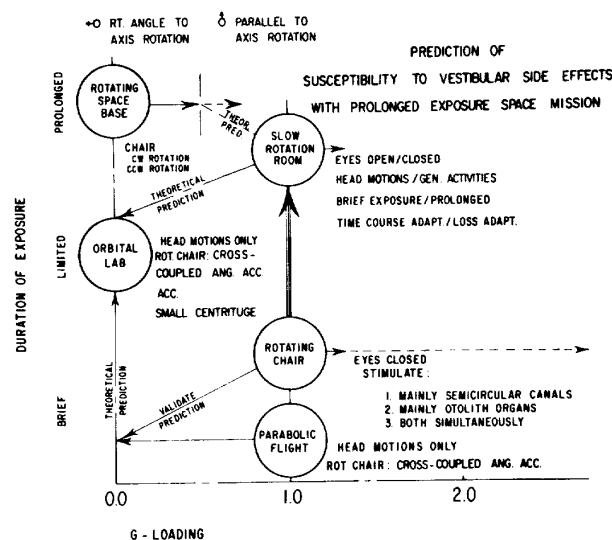 RT. ANGLE TO
AXIS ROTATION
PARALLEL TO
AXIS ROTATION
PREDICTION OF
SUSCEPTIBILITY TO VESTIBULAR SIDE EFFECTS
WITH PROLONGED EXPOSURE SPACE MISSION
DURATION OF EXPOSURE
PROLONGED
LIMITED
BRIEF
ROTATING
SPACE
BASE
THEOR.
PRED
SLOW
ROTATION
ROOM
CHAIR
CW ROTATION
CCW ROTATION
EYES OPEN/CLOSED
HEAD MOTIONS/GEN. ACTIVITIES
BRIEF EXPOSURE/PROLONGED
TIME COURSE ADAPT/LOSS ADAPT.
THEORETICAL
PREDICTION
ORBITAL
LAB
HEAD MOTIONS ONLY
ROT. CHAIR: CROSS-
COUPLED ANG. ACC.
ACC.
SMALL CENTRITUGE
ROTATING
CHAIR
EYES CLOSED
STIMULATE:
1. MAINLY SEMICIRCULAR CANALS
2. MAINLY OTOLITH ORGANS
3. BOTH SIMULTANEOUSLY
THEORETICAL
PREDICTION
VALIDATE
PREDICTION
PARABOLIC
FLIGHT
HEAD MOTIONS ONLY
ROT CHAIR: CROSS-COUPLED ANG. ACC.
0.0
1.0
2.0
G-LOADING